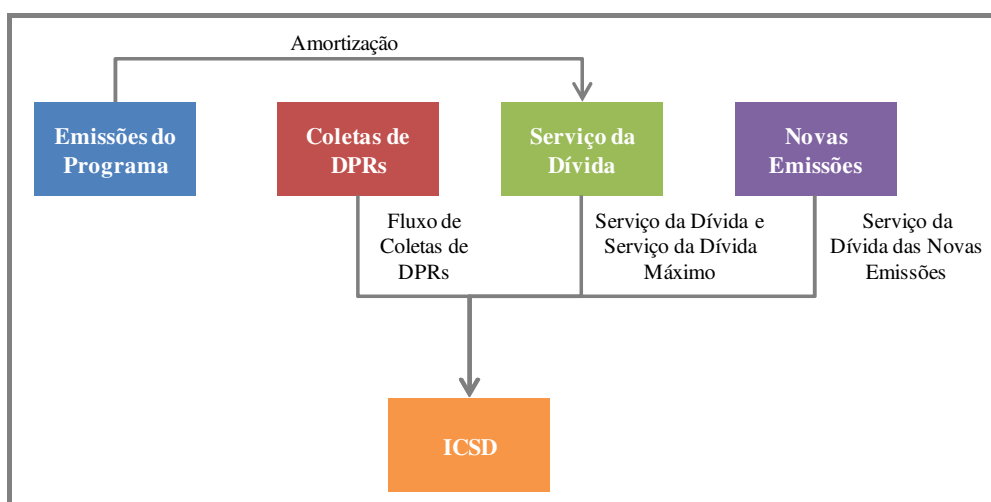 Amortização
Emissões do
Programa
Coletas de
DPRs
Serviço da
Dívida
Novas
Emissões
Fluxo de
Coletas de
DPRs
Serviço da Dívida e
Serviço da Dívida
Máximo
Serviço da
Dívida das Novas
Emissões
ICSD